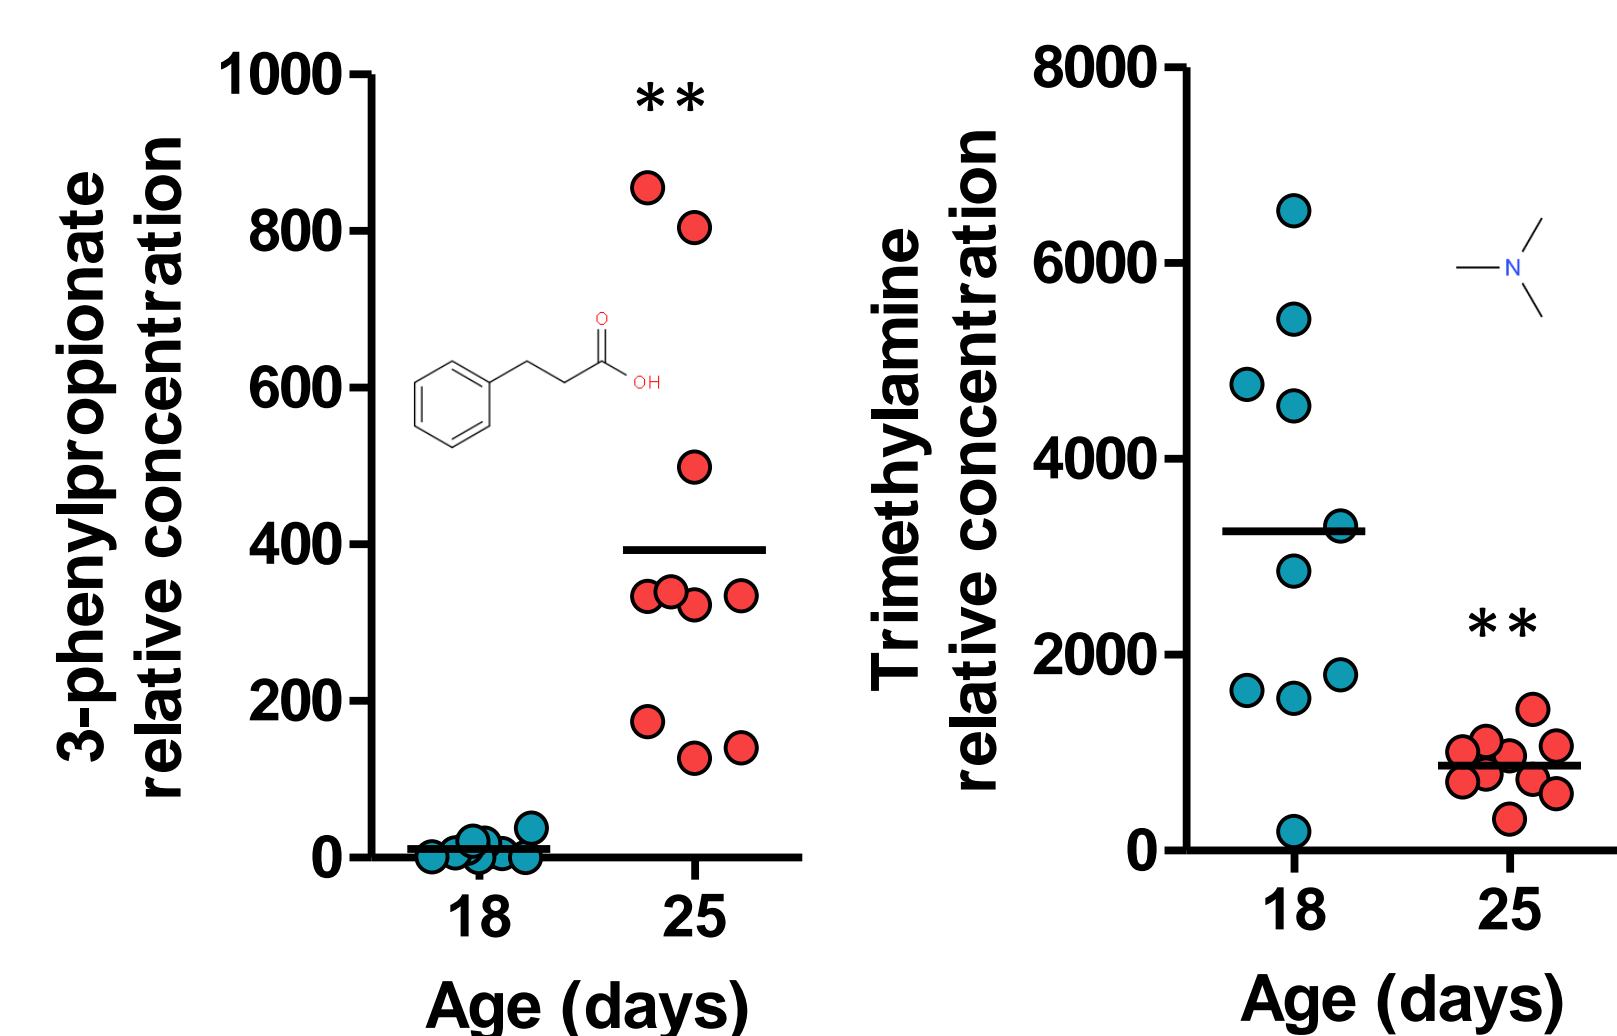 3-phenylpropionate
relative concentration
1000
800
600
400
200
0
**
O
OH
18
25
Age (days)
Trimethylamine
relative concentration
8000
6000
4000
2000
0
N
**
18
25
Age (days)